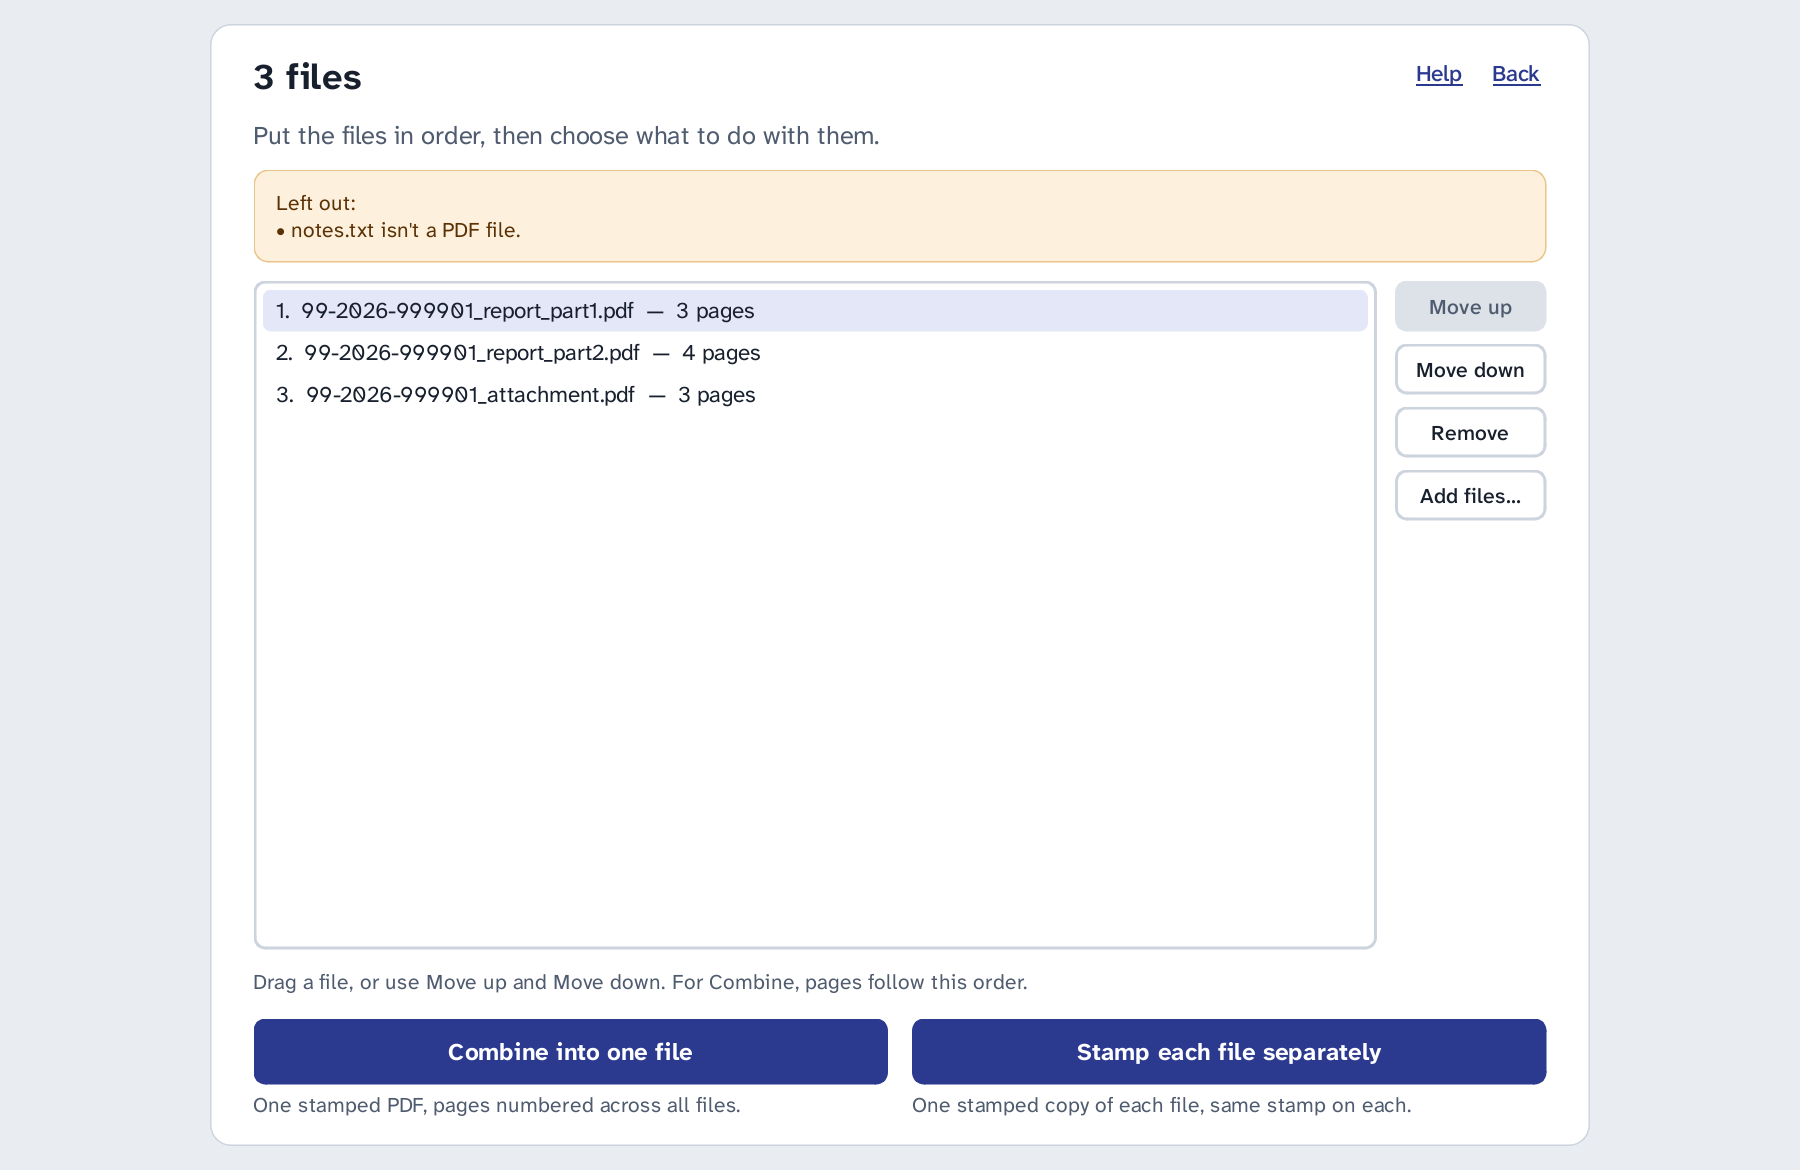 3 files
Help Back
Put the files in order, then choose what to do with them.
Left out:
• notes.txt isn't a PDF file.
1. 99-2026-999901_report_part1.pdf — 3 pages
2. 99-2026-999901_report_part2.pdf — 4 pages
3. 99-2026-999901_attachment.pdf — 3 pages
Move up
Move down
Remove
Add files...
Drag a file, or use Move up and Move down. For Combine, pages follow this order.
Combine into one file
One stamped PDF, pages numbered across all files.
Stamp each file separately
One stamped copy of each file, same stamp on each.